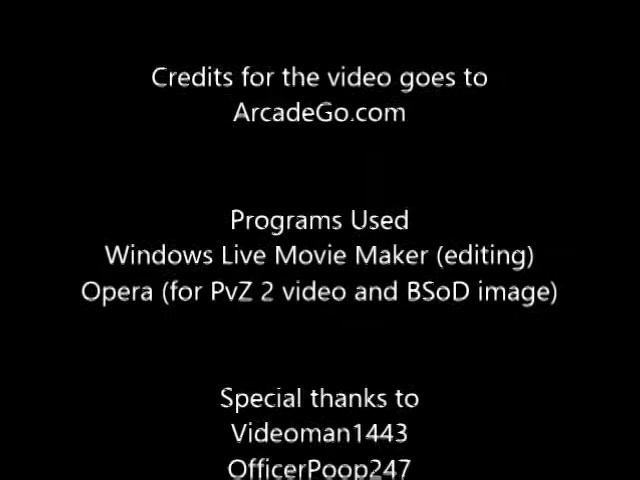 Credits for the video goes to
ArcadeGo.com
Programs Used
Windows Live Movie Maker (editing)
Opera (for PvZ 2 video and BSoD image)
Special thanks to
Videoman1443
OfficerPoop247